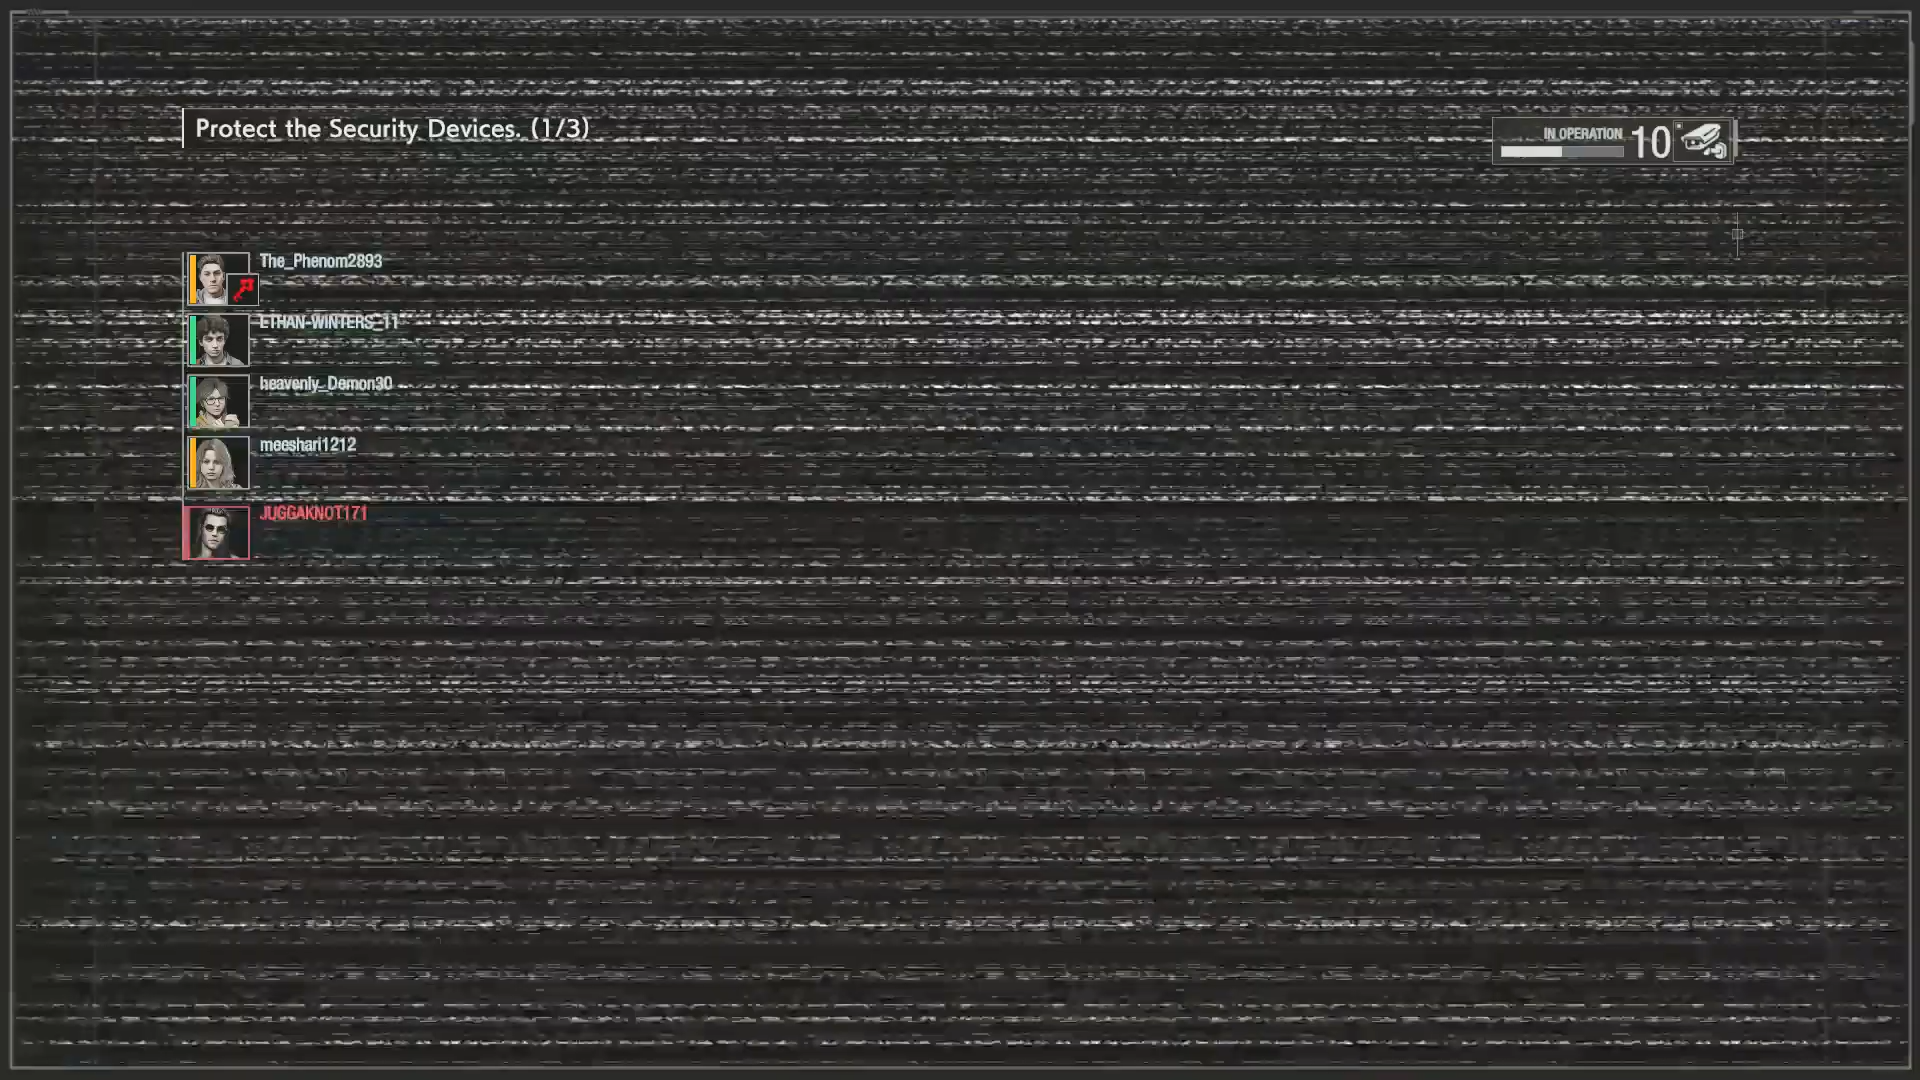 Protect the Security Devices. (1/3)
IN OPERATION 10
The_Phenom2893
ETHAN-WINTERS_11
heavenly_Demon30
meeshari1212
JUGGAKNOT171